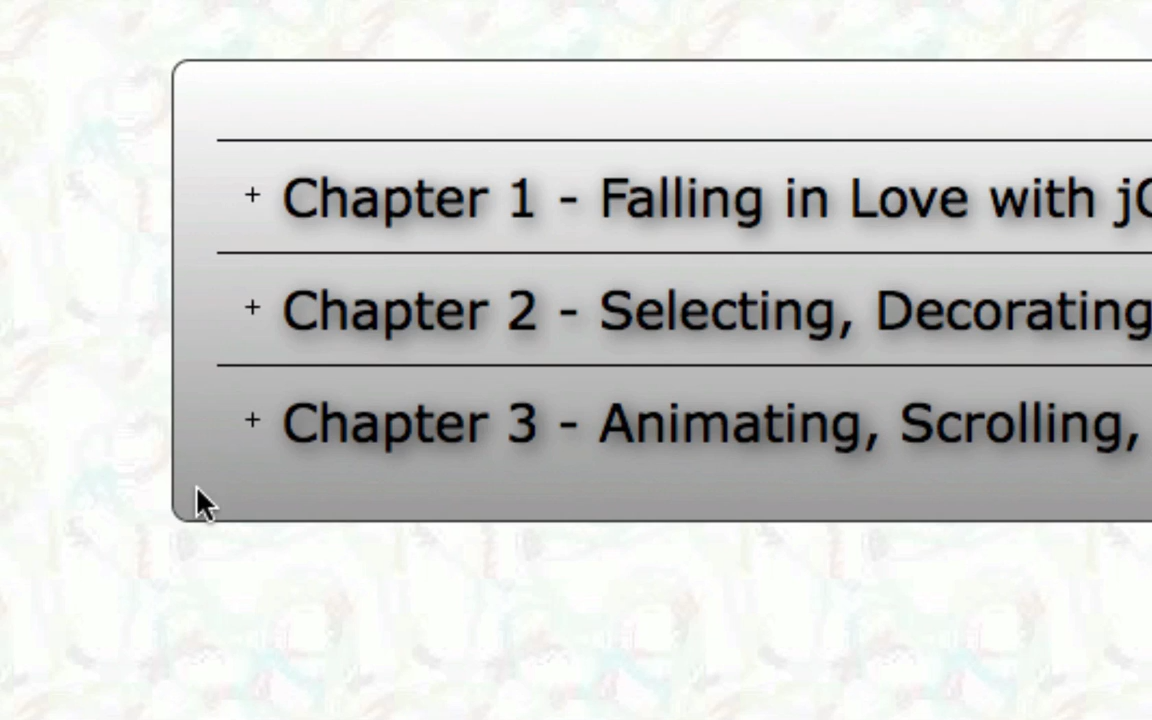 + Chapter 1 - Falling in Love with
+ Chapter 2 - Selecting, Decorating
+ Chapter 3 - Animating, Scrolling,